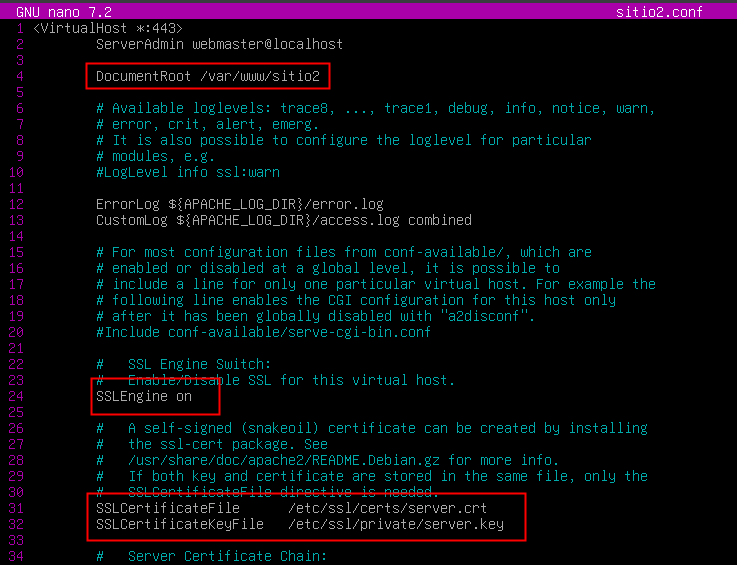 GNU nano 7.2 sitio2.conf
1 <VirtualHost *:443>
2 ServerAdmin webmaster@localhost
3
4 DocumentRoot /var/www/sitio2
5
6 # Available loglevels: trace8, ..., trace1, debug, info, notice, warn,
7 # error, crit, alert, emerg.
8 # It is also possible to configure the loglevel for particular
9 # modules, e.g.
10 #LogLevel info ssl:warn
11
12 ErrorLog ${APACHE_LOG_DIR}/error.log
13 CustomLog ${APACHE_LOG_DIR}/access.log combined
14
15 # For most configuration files from conf-available/, which are
16 # enabled or disabled at a global level, it is possible to
17 # include a line for only one particular virtual host. For example the
18 # following line enables the CGI configuration for this host only
19 # after it has been globally disabled with "a2disconf".
20 #Include conf-available/serve-cgi-bin.conf
21
22 # SSL Engine Switch:
23 # Enable/Disable SSL for this virtual host.
24 SSLEngine on
25
26 # A self-signed (snakeoil) certificate can be created by installing
27 # the ssl-cert package. See
28 # /usr/share/doc/apache2/README.Debian.gz for more info.
29 # If both key and certificate are stored in the same file, only the
30 # SSLCertificateFile directive is needed.
31 SSLCertificateFile /etc/ssl/certs/server.crt
32 SSLCertificateKeyFile /etc/ssl/private/server.key
33
34 # Server Certificate Chain: